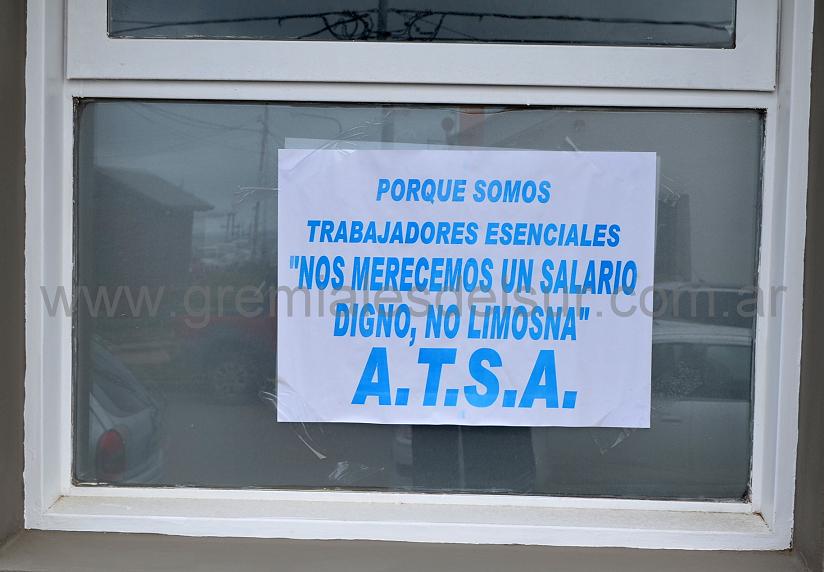 PORQUE SOMOS
TRABAJADORES ESENCIALES
"NOS MERECEMOS UN SALARIO
DIGNO, NO LIMOSNA"
A.T.S.A.
www.gremialesdelsur.com.ar